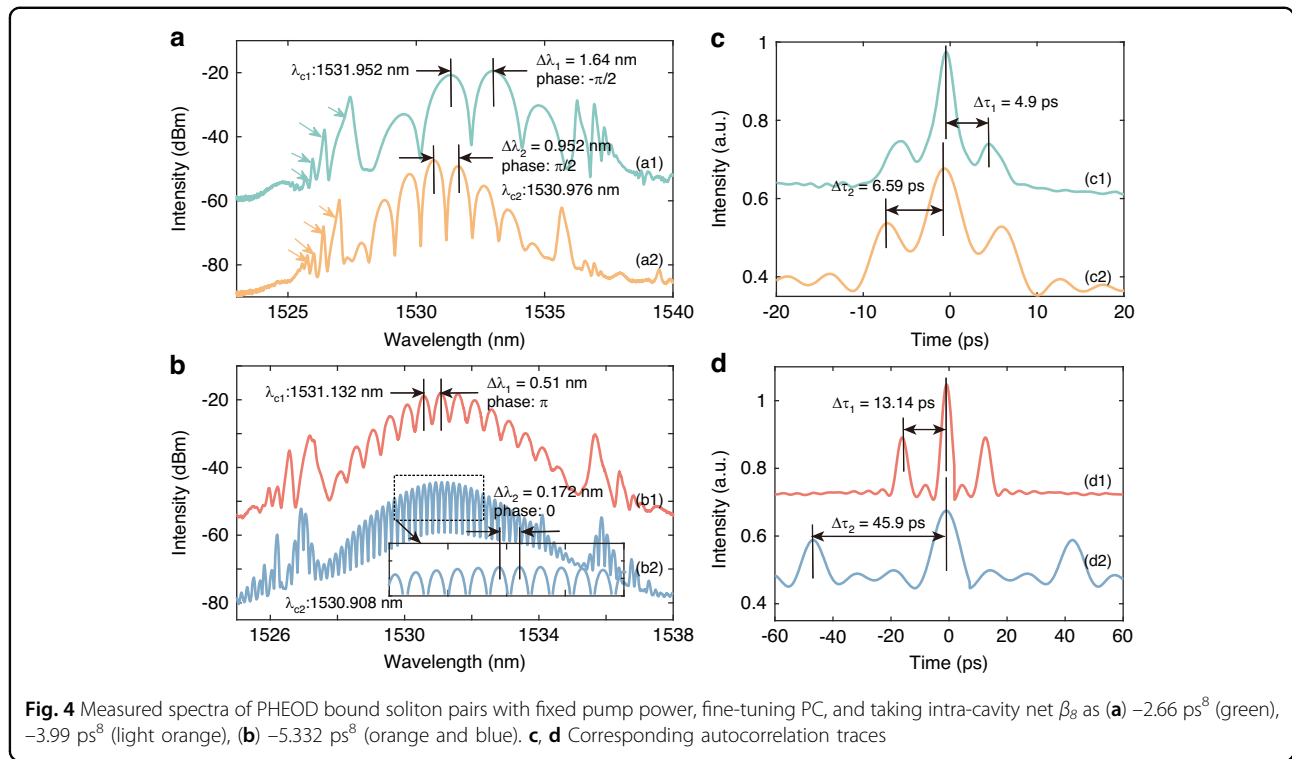 a
Intensity (dBm)
-20
-40
-60
-80
λc1:1531.952 nm
Δλ1 = 1.64 nm
phase: -π/2
Δλ2 = 0.952 nm
phase: π/2
λc2:1530.976 nm
(a1)
(a2)
1525
1530
1535
1540
Wavelength (nm)
c
Intensity (a.u.)
1
0.8
0.6
0.4
Δτ1 = 4.9 ps
Δτ2 = 6.59 ps
(c1)
(c2)
-20
-10
0
10
20
Time (ps)
b
Intensity (dBm)
-20
-40
-60
-80
λc1:1531.132 nm
Δλ1 = 0.51 nm
phase: π
(b1)
Δλ2 = 0.172 nm
phase: 0
(b2)
λc2:1530.908 nm
1526
1530
1534
1538
Wavelength (nm)
d
Intensity (a.u.)
1
0.8
0.6
0.4
Δτ1 = 13.14 ps
(d1)
Δτ2 = 45.9 ps
(d2)
-60
-40
-20
0
20
40
60
Time (ps)
Fig. 4 Measured spectra of PHEOD bound soliton pairs with fixed pump power, fine-tuning PC, and taking intra-cavity net β8 as (a) –2.66 ps⁸ (green),
–3.99 ps⁸ (light orange), (b) –5.332 ps⁸ (orange and blue). c, d Corresponding autocorrelation traces